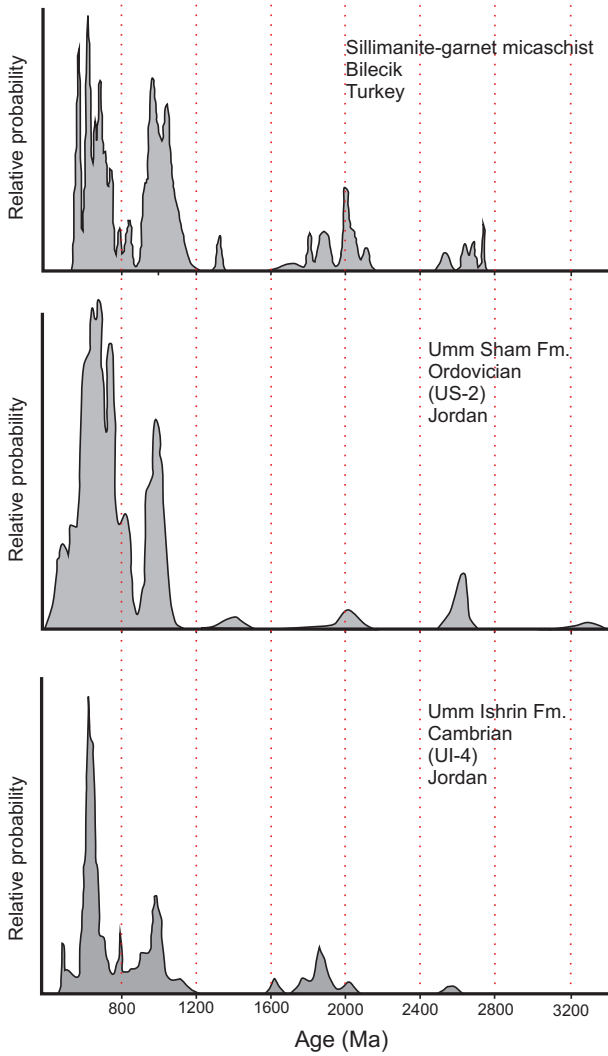 Relative probability
Sillimanite-garnet micaschist
Bilecik
Turkey
Relative probability
Umm Sham Fm.
Ordovician
(US-2)
Jordan
Relative probability
Umm Ishrin Fm.
Cambrian
(UI-4)
Jordan
800 1200 1600 2000 2400 2800 3200
Age (Ma)